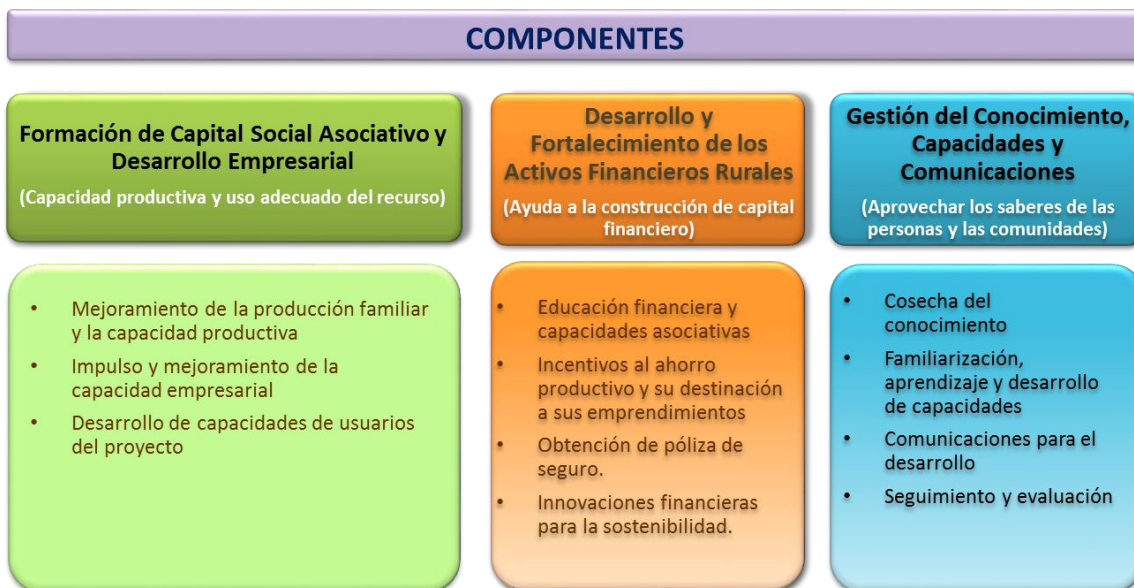 COMPONENTES
Formación de Capital Social Asociativo y
Desarrollo Empresarial
(Capacidad productiva y uso adecuado del recurso)
• Mejoramiento de la producción familiar
y la capacidad productiva
• Impulso y mejoramiento de la
capacidad empresarial
• Desarrollo de capacidades de usuarios
del proyecto
Desarrollo y
Fortalecimiento de los
Activos Financieros Rurales
(Ayuda a la construcción de capital
financiero)
• Educación financiera y
capacidades asociativas
• Incentivos al ahorro
productivo y su destinación
a sus emprendimientos
• Obtención de póliza de
seguro.
• Innovaciones financieras
para la sostenibilidad.
Gestión del Conocimiento,
Capacidades y
Comunicaciones
(Aprovechar los saberes de las
personas y las comunidades)
• Cosecha del
conocimiento
• Familiarización,
aprendizaje y desarrollo
de capacidades
• Comunicaciones para el
desarrollo
• Seguimiento y evaluación